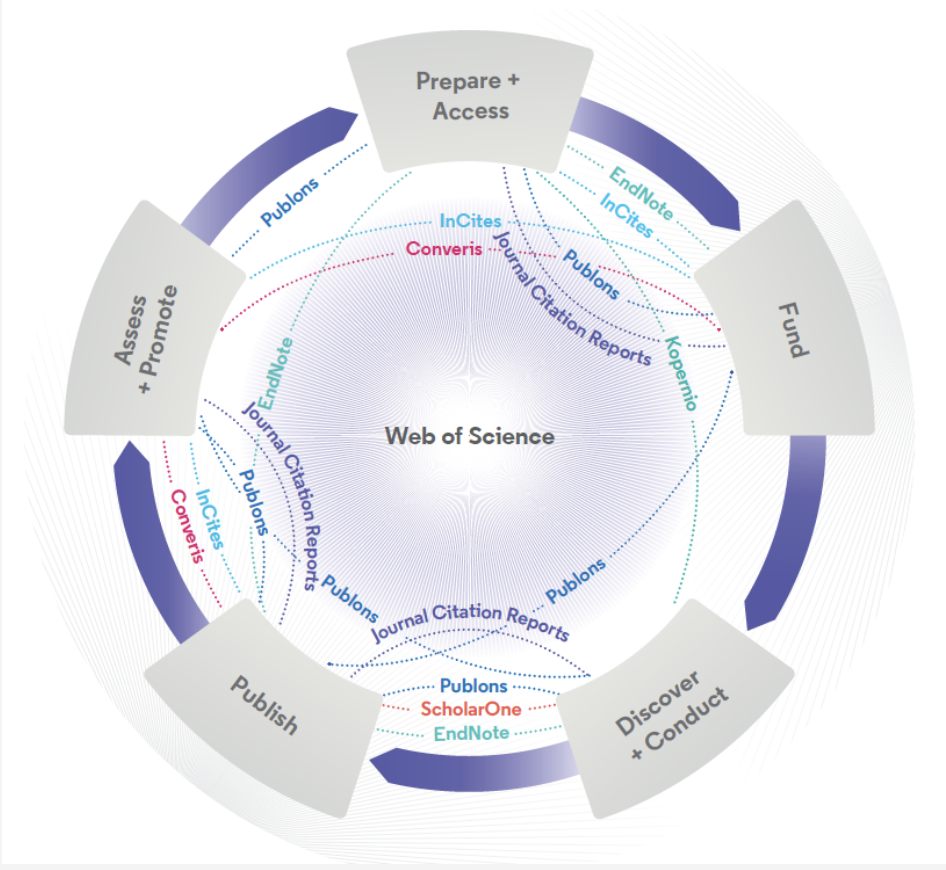 Prepare +
Access
EndNote
InCites
Publons
InCites
Converis
Publons
Journal Citation Reports
Fund
Assess
+ Promote
Kopernio
EndNote
Journal Citation Reports
Web of Science
Publons
InCites
Converis
Publons
Publons
Journal Citation Reports
Publons
ScholarOne
EndNote
Publish
Discover
+ Conduct